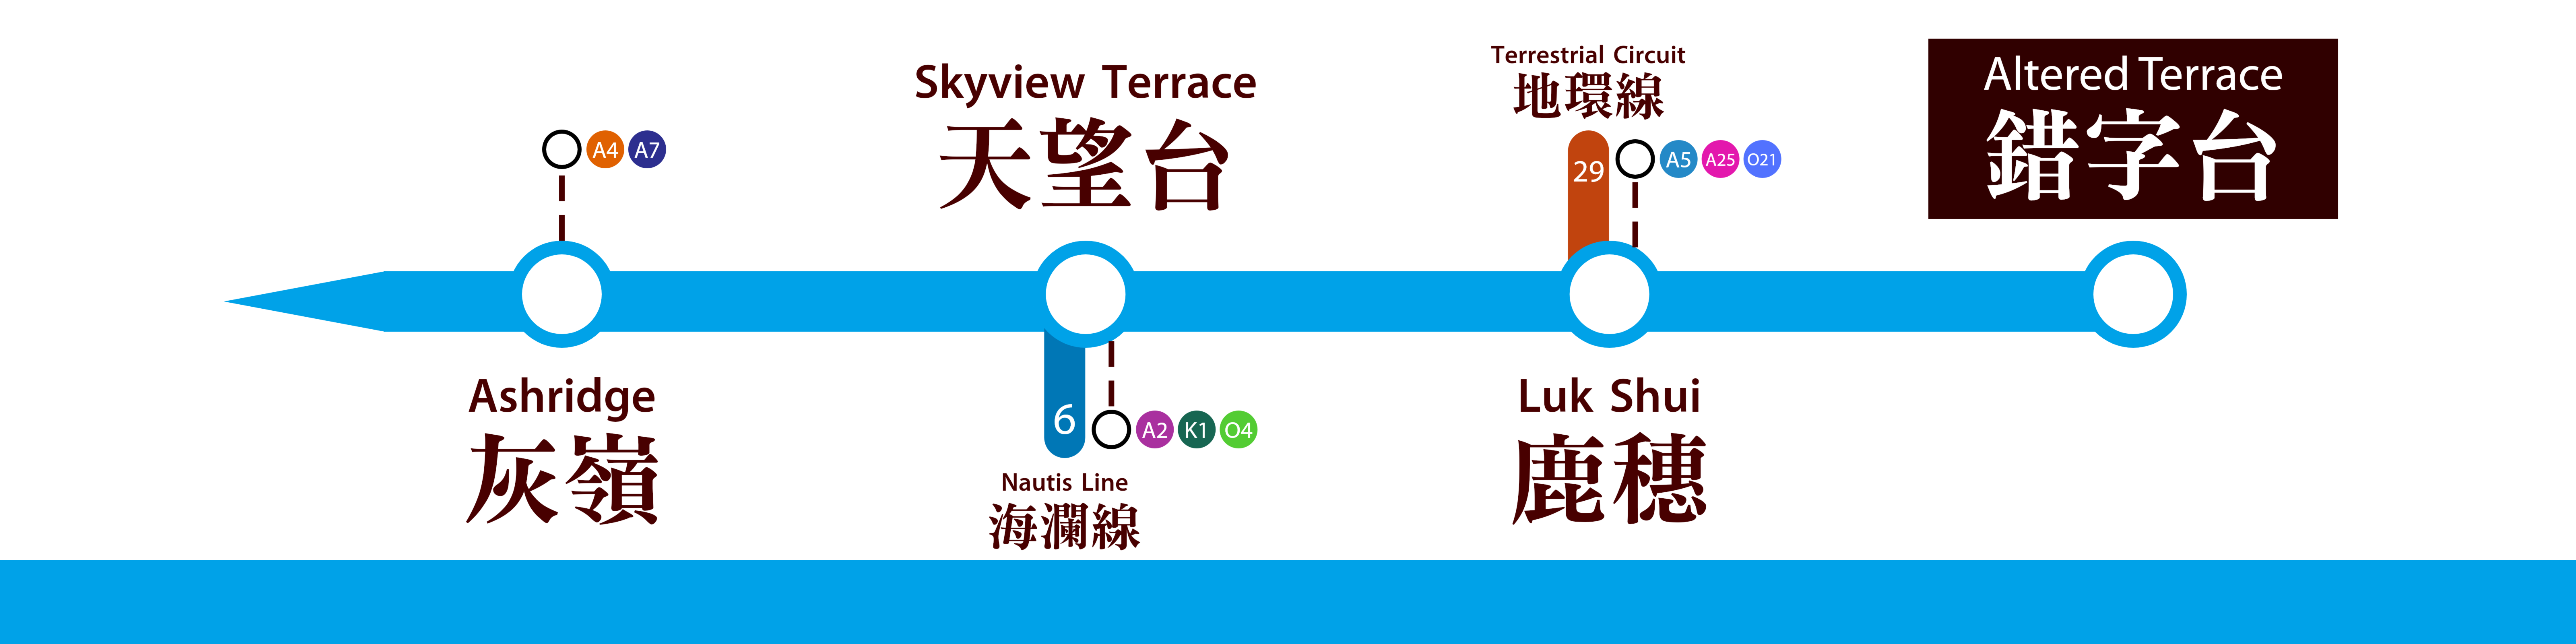 A4 A7
Ashridge
灰嶺
Skyview Terrace
天望台
6
A2 K1 O4
Nautis Line
海瀾線
Terrestrial Circuit
地環線
29
A5 A25 O21
Luk Shui
鹿穗
Altered Terrace
錯字台